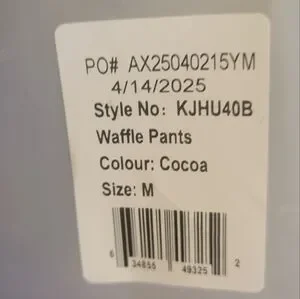 PO# AX25040215YM
4/14/2025
Style No: KJHU40B
Waffle Pants
Colour: Cocoa
Size: M
6 34855 49325 2